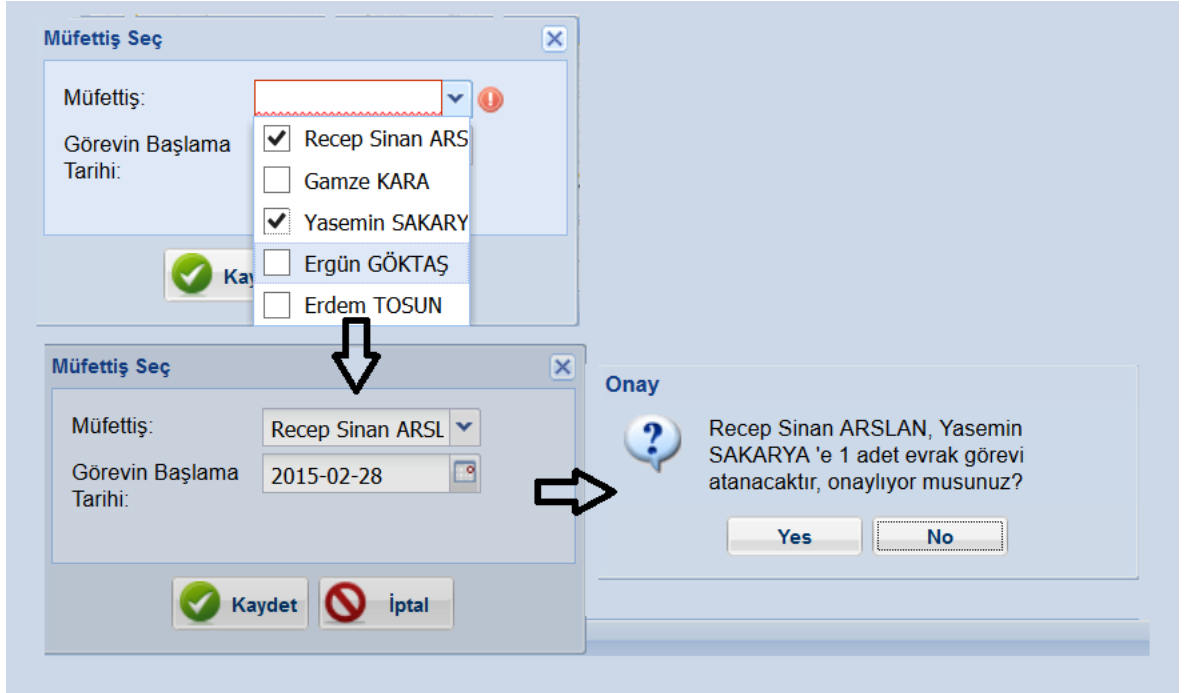 Müfettiş Seç
Müfettiş:
Görevin Başlama
Tarihi:
Recep Sinan ARS
Gamze KARA
Yasemin SAKARY
Ergün GÖKTAŞ
Erdem TOSUN
Kay
Müfettiş Seç
Müfettiş:
Recep Sinan ARSL
Görevin Başlama
Tarihi:
2015-02-28
Kaydet
İptal
Onay
Recep Sinan ARSLAN, Yasemin
SAKARYA 'e 1 adet evrak görevi
atanacaktır, onaylıyor musunuz?
Yes
No